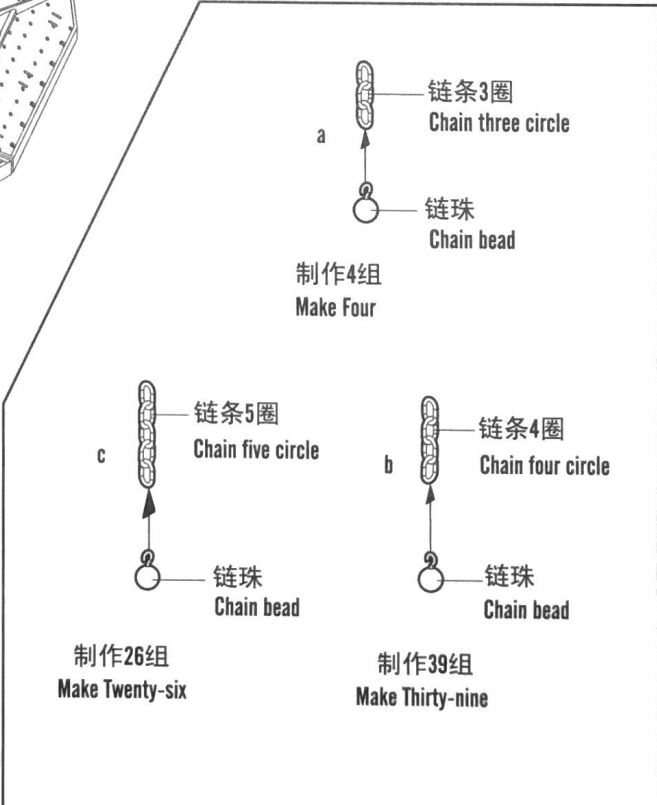 链条3圈
Chain three circle
a
链珠
Chain bead
制作4组
Make Four
链条5圈
Chain five circle
c
链珠
Chain bead
制作26组
Make Twenty-six
链条4圈
Chain four circle
b
链珠
Chain bead
制作39组
Make Thirty-nine